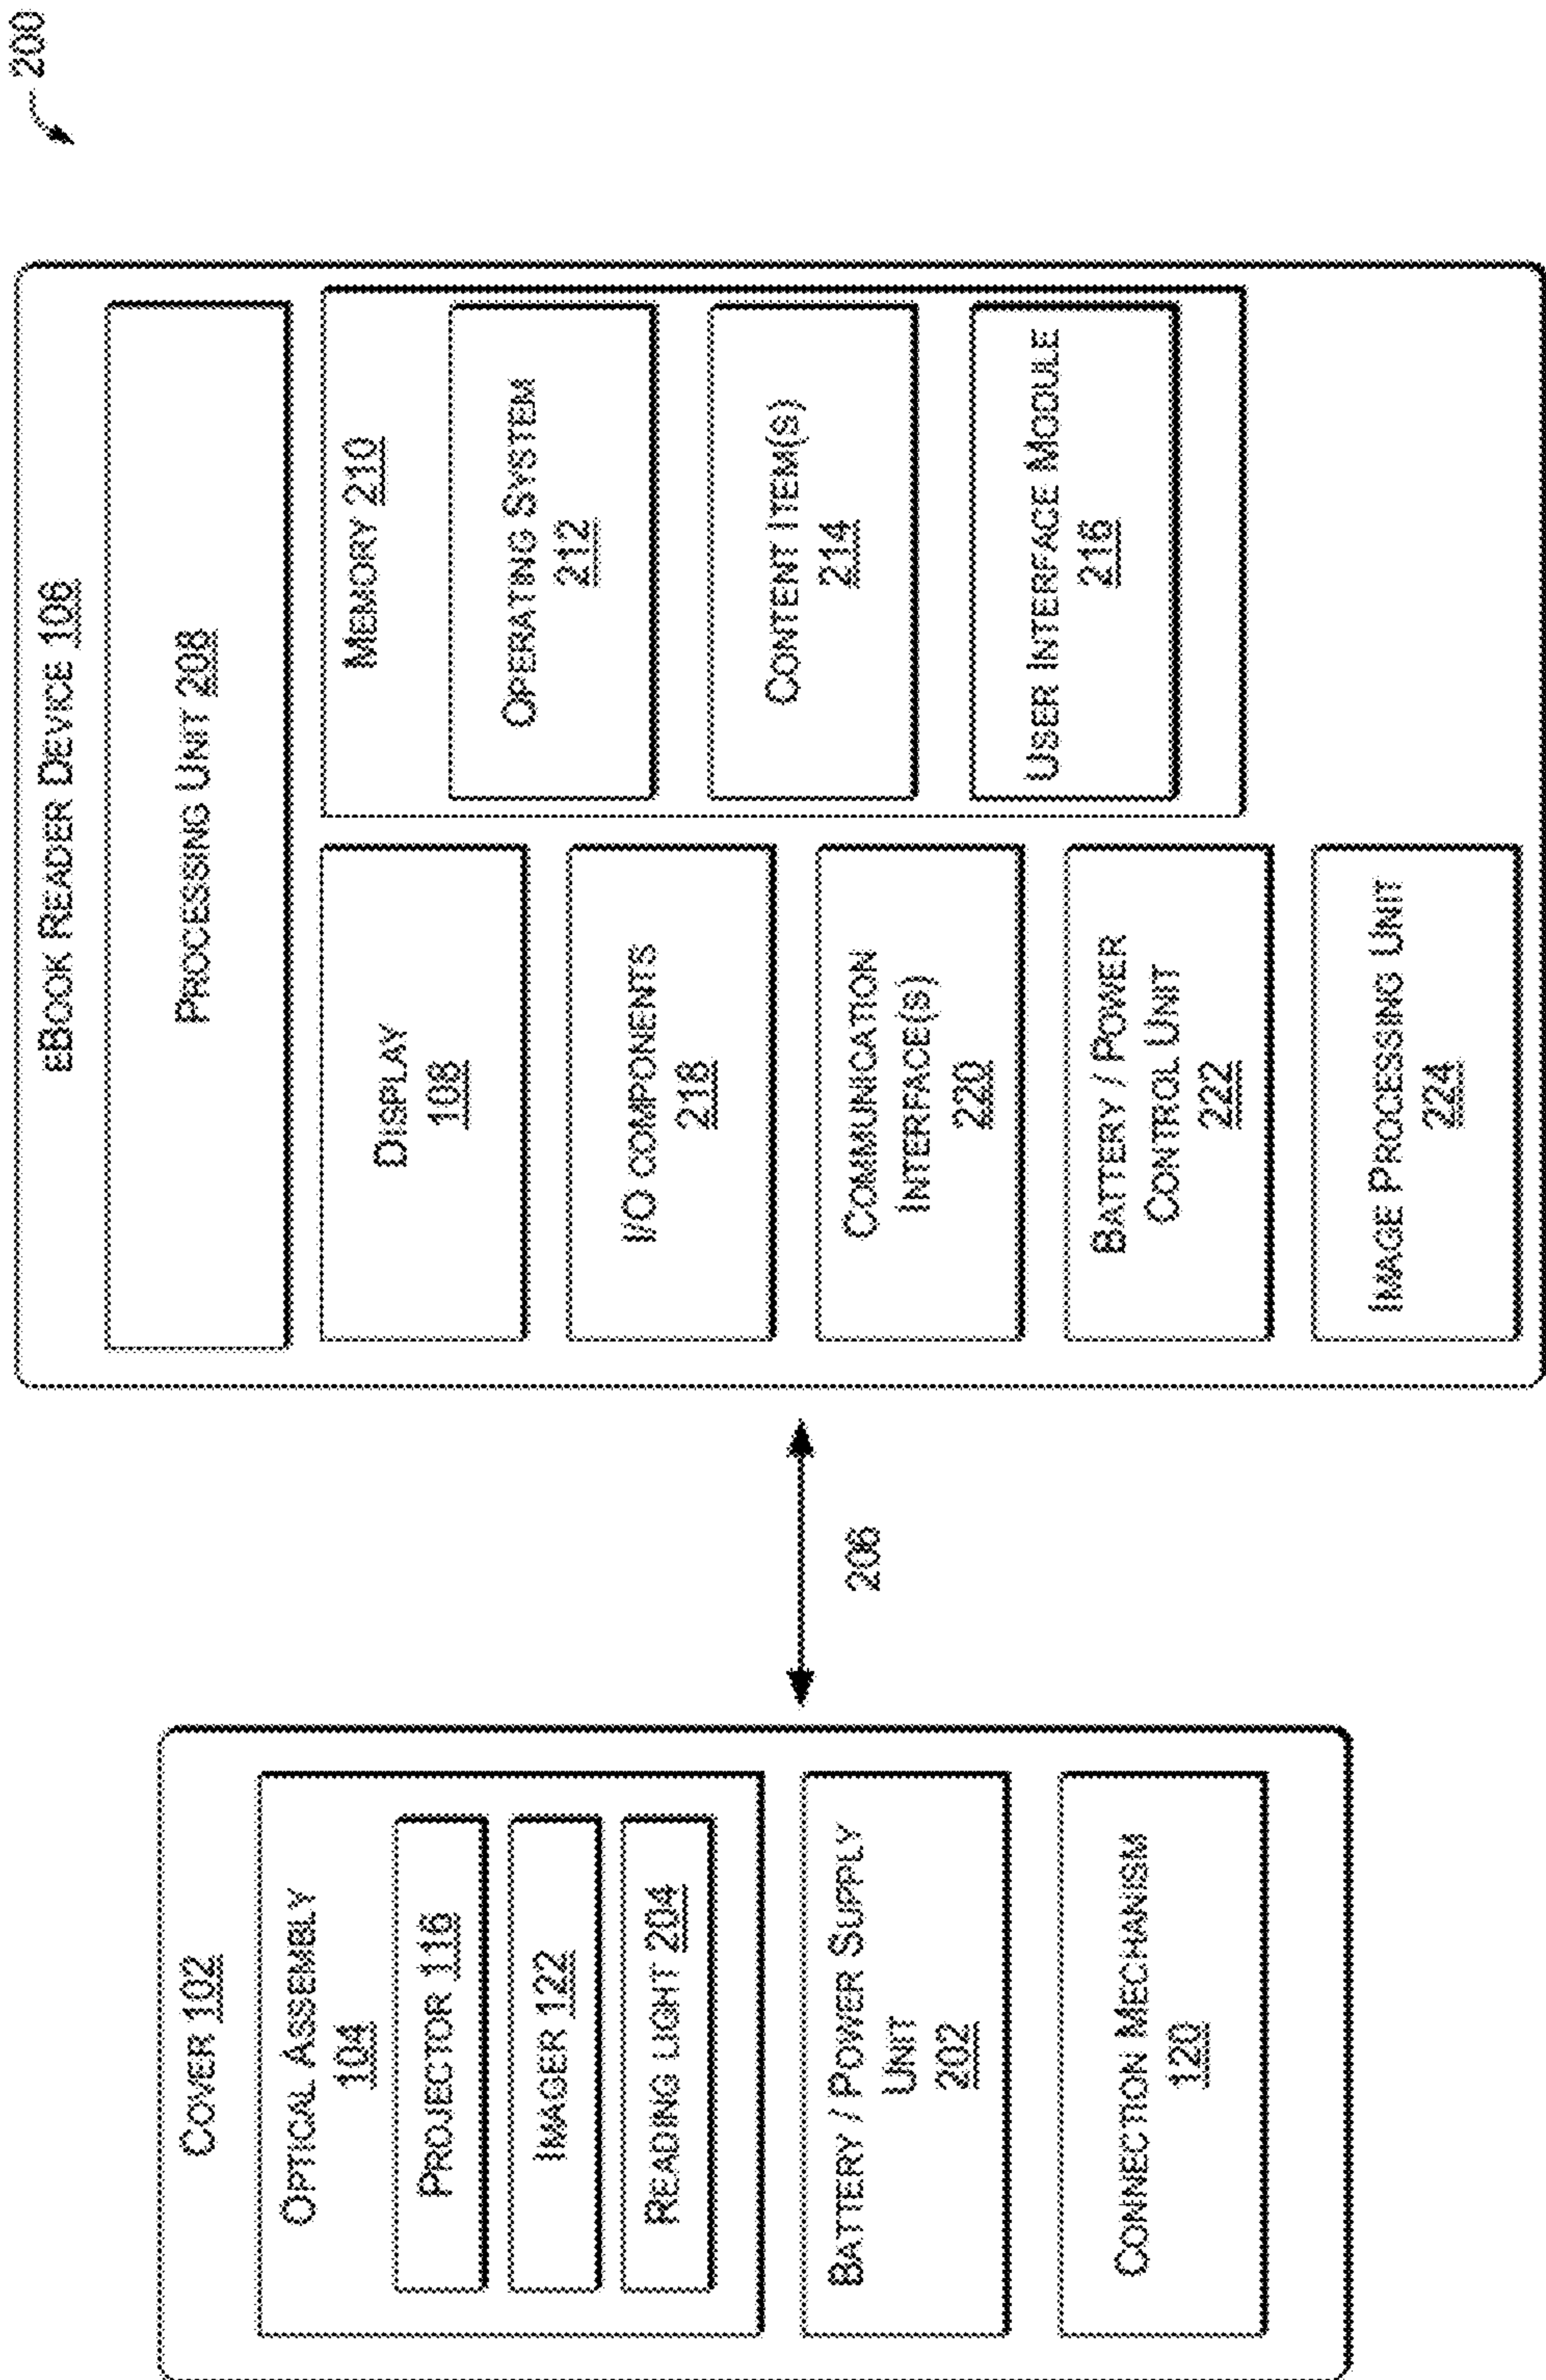 200
COVER 102
OPTICAL ASSEMBLY
104
PROJECTOR 116
IMAGER 122
READING LIGHT 204
BATTERY / POWER SUPPLY
UNIT
202
CONNECTION MECHANISM
120
206
EBOOK READER DEVICE 106
PROCESSING UNIT 208
DISPLAY
108
I/O COMPONENTS
218
COMMUNICATION
INTERFACE(S)
220
BATTERY / POWER
CONTROL UNIT
222
IMAGE PROCESSING UNIT
224
MEMORY 210
OPERATING SYSTEM
212
CONTENT ITEM(S)
214
USER INTERFACE MODULE
216